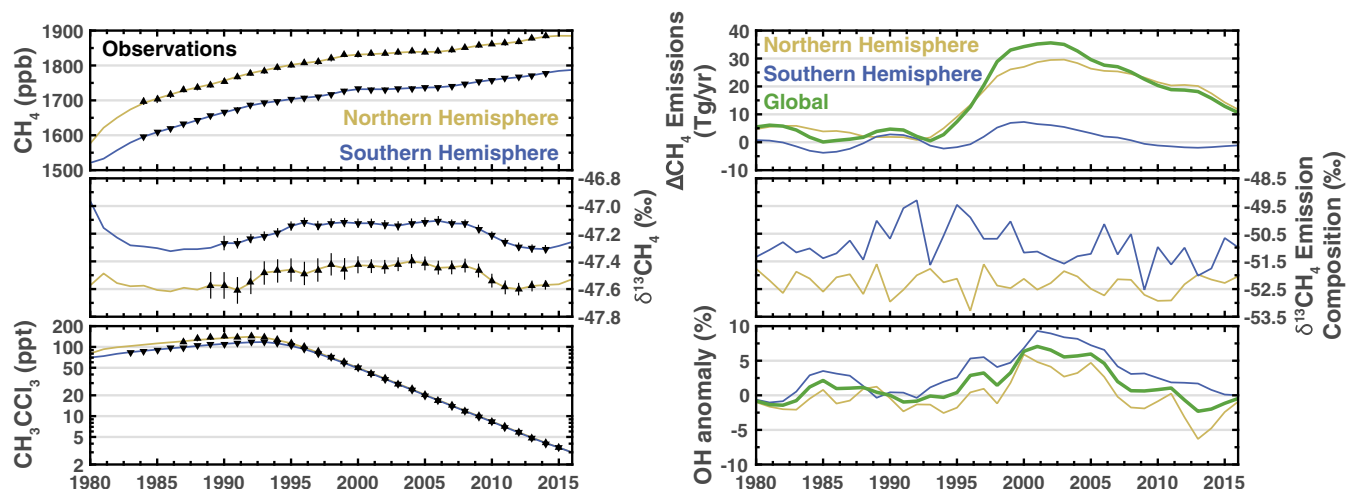 CH₄ (ppb)
1900
1800
1700
1600
1500
Observations
Northern Hemisphere
Southern Hemisphere
-46.8
-47.0
-47.2
-47.4
-47.6
-47.8
δ¹³CH₄ (‰)
CH₃CCl₃ (ppt)
200
100
50
20
10
5
2
1980 1985 1990 1995 2000 2005 2010 2015
ΔCH₄ Emissions
(Tg/yr)
40
30
20
10
0
-10
Northern Hemisphere
Southern Hemisphere
Global
-48.5
-49.5
-50.5
-51.5
-52.5
-53.5
δ¹³CH₄ Emission
Composition (‰)
OH anomaly (%)
10
5
0
-5
-10
1980 1985 1990 1995 2000 2005 2010 2015